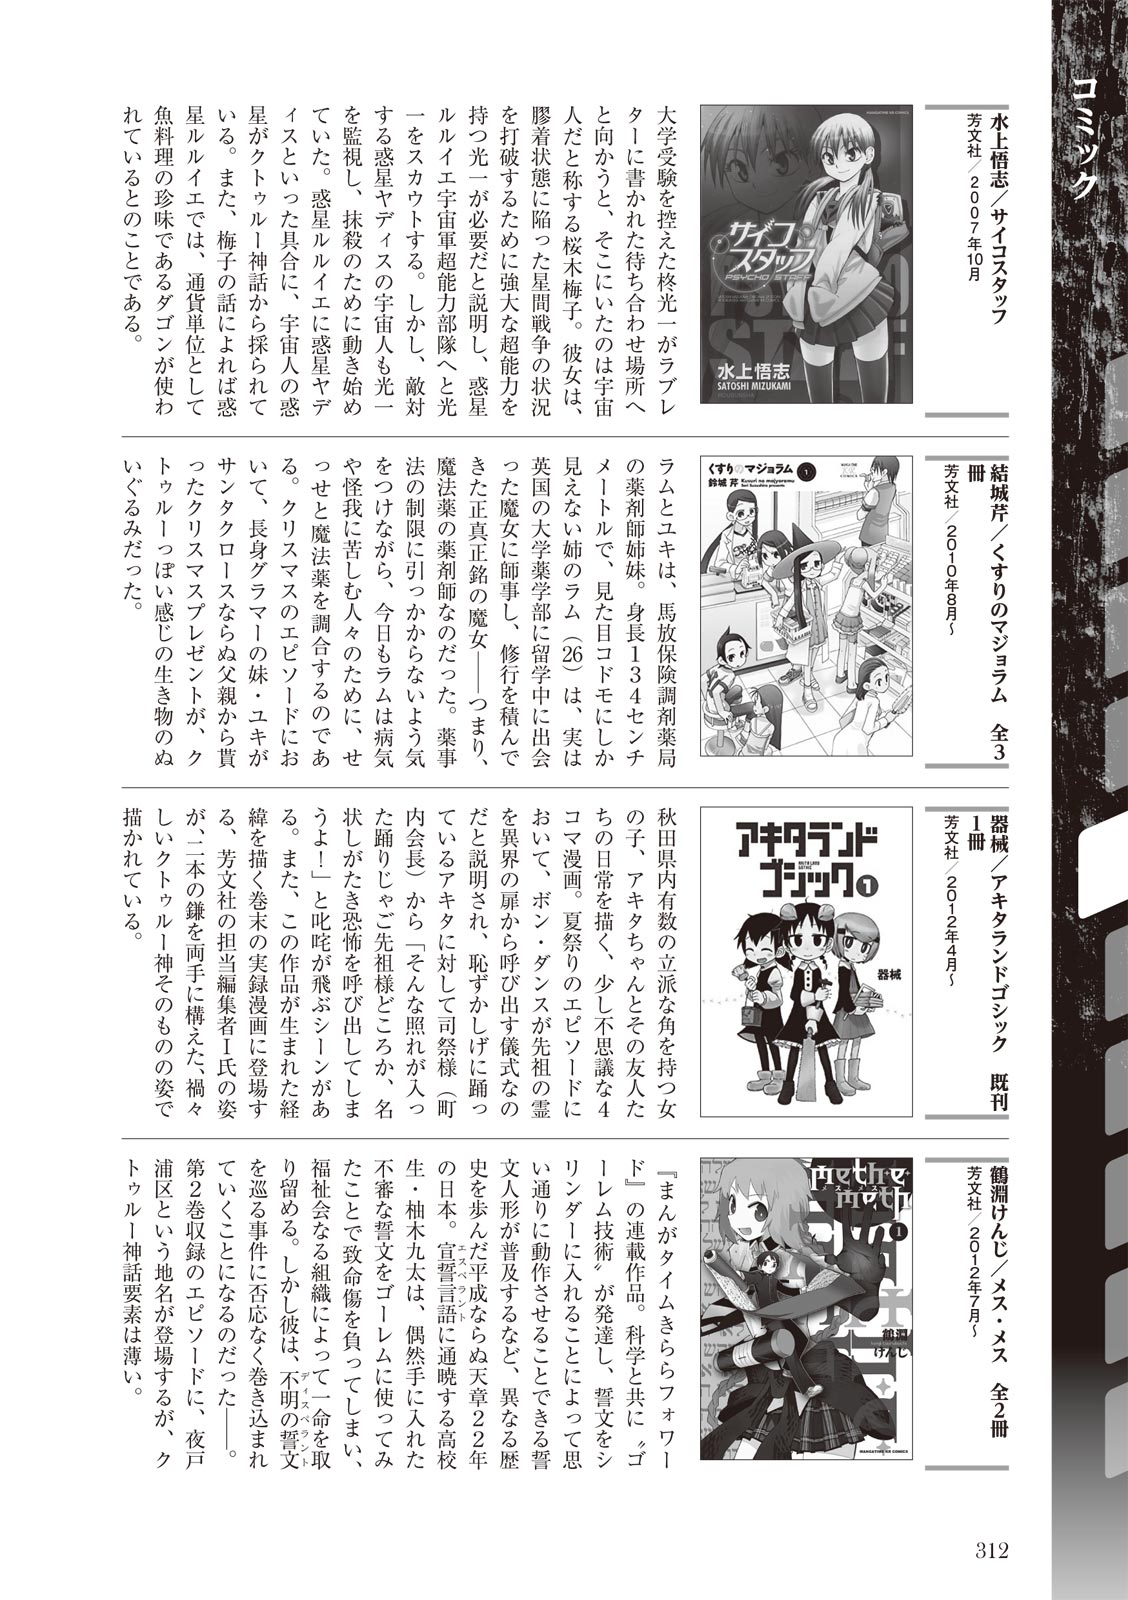 コミック
水上悟志／サイコスタッフ
芳文社／2007年10月
MANGATIME KR COMICS
サイコ
スタッフ
PSYCHO STAFF
水上悟志
SATOSHI MIZUKAMI
HOUBUNSHA
大学受験を控えた柊光一がラブレ
ターに書かれた待ち合わせ場所へ
と向かうと、そこにいたのは宇宙
人だと称する桜木梅子。彼女は、
膠着状態に陥った星間戦争の状況
を打破するために強大な超能力を
持つ光一が必要だと説明し、惑星
ルルイエ宇宙軍超能力部隊へと光
一をスカウトする。しかし、敵対
する惑星ヤディスの宇宙人も光一
を監視し、抹殺のために動き始め
ていた。惑星ルルイエに惑星ヤデ
ィスといった具合に、宇宙人の惑
星がクトゥルー神話から採られて
いる。また、梅子の話によれば惑
星ルルイエでは、通貨単位として
魚料理の珍味であるダゴンが使わ
れているとのことである。
結城芹／くすりのマジョラム　全3
冊
芳文社／2010年8月～
くすりのマジョラム
1
鈴城 芹
Kusuri no majyoramu
ラムとユキは、馬放保険調剤薬局
の薬剤師姉妹。身長134センチ
メートルで、見た目コドモにしか
見えない姉のラム（26）は、実は
英国の大学薬学部に留学中に出会
った魔女に師事し、修行を積んで
きた正真正銘の魔女――つまり、
魔法薬の薬剤師なのだった。薬事
法の制限に引っかからないよう気
をつけながら、今日もラムは病気
や怪我に苦しむ人々のために、せ
っせと魔法薬を調合するのであ
る。クリスマスのエピソードにお
いて、長身グラマーの妹・ユキが
サンタクロースならぬ父親から貰
ったクリスマスプレゼントが、ク
トゥルーっぽい感じの生き物のぬ
いぐるみだった。
器械／アキタランドゴシック　既刊
1冊
芳文社／2012年4月～
アキタランド
ゴシック
1
器械
秋田県内有数の立派な角を持つ女
の子、アキタちゃんとその友人た
ちの日常を描く、少し不思議な4
コマ漫画。夏祭りのエピソードに
おいて、ボン・ダンスが先祖の霊
を異界の扉から呼び出す儀式なの
だと説明され、恥ずかしげに踊っ
ているアキタに対して司祭様（町
内会長）から「そんな照れが入っ
た踊りじゃご先祖様どころか、名
状しがたき恐怖を呼び出してしま
うよ！」と叱咤が飛ぶシーンがあ
る。また、この作品が生まれた経
緯を描く巻末の実録漫画に登場す
る、芳文社の担当編集者I氏の姿
が、二本の鎌を両手に構えた、禍々
しいクトゥルー神そのものの姿で
描かれている。
鶴淵けんじ／メス・メス　全2冊
芳文社／2012年7月～
methe
meth
メス メス
1
鶴淵
けんじ
MANGATIME KR COMICS
『まんがタイムきららフォワー
ド』の連載作品。科学と共に〝ゴ
ーレム技術〟が発達し、誓文をシ
リンダーに入れることによって思
い通りに動作させることできる誓
文人形が普及するなど、異なる歴
史を歩んだ平成ならぬ天章22年
の日本。宣誓言語に通暁する高校
エスペラント
生・柚木九太は、偶然手に入れた
不審な誓文をゴーレムに使ってみ
たことで致命傷を負ってしまい、
福祉会なる組織によって一命を取
り留める。しかし彼は、不明の誓文
ディスペラント
を巡る事件に否応なく巻き込まれ
ていくことになるのだった――。
第2巻収録のエピソードに、夜戸
浦区という地名が登場するが、ク
トゥルー神話要素は薄い。
312